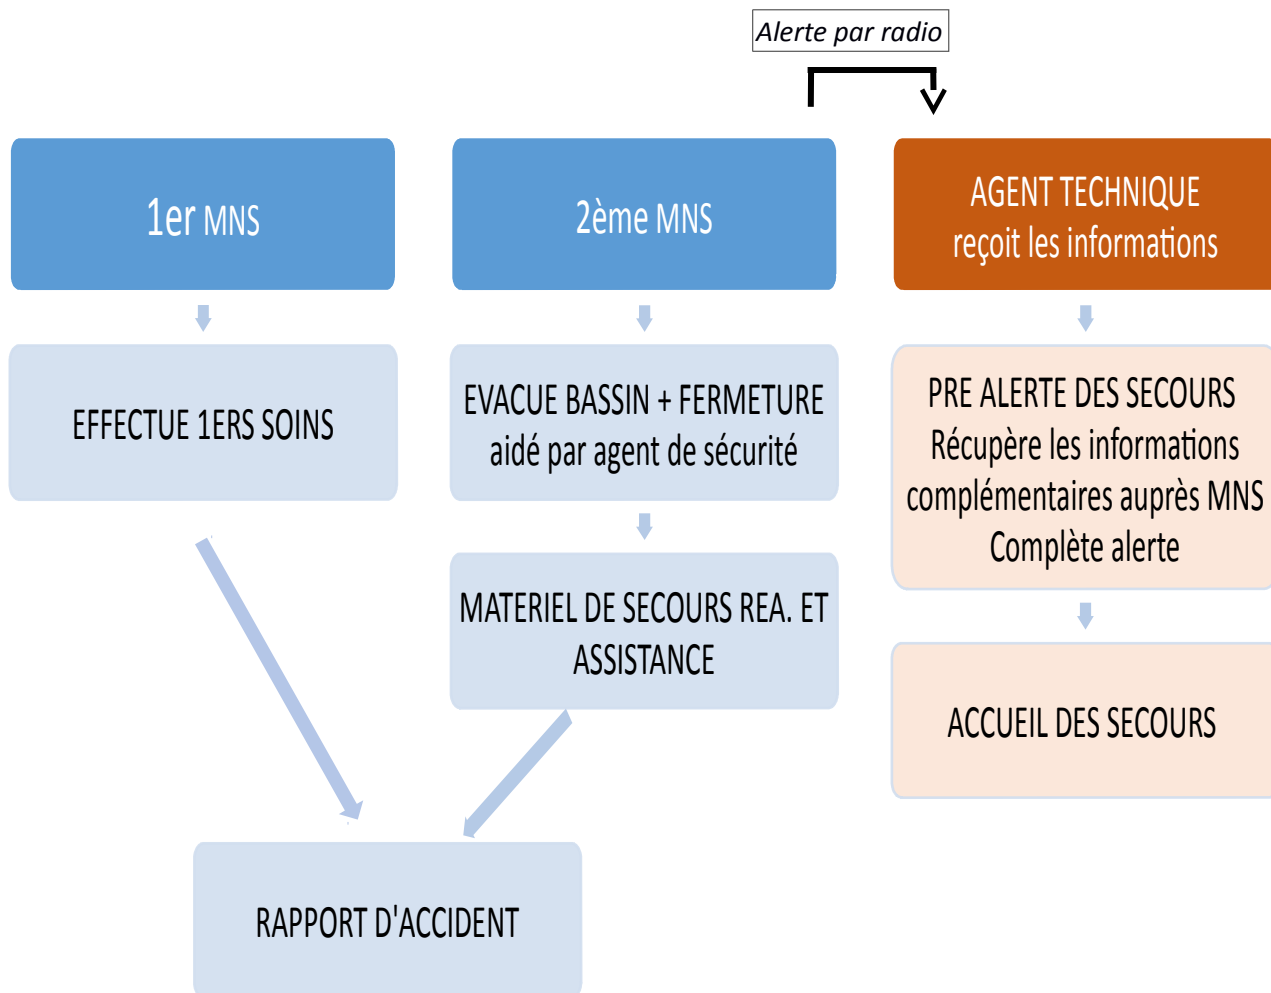 Alerte par radio
1er MNS
2ème MNS
AGENT TECHNIQUE
reçoit les informations
EFFECTUE 1ERS SOINS
EVACUE BASSIN + FERMETURE
aidé par agent de sécurité
PRE ALERTE DES SECOURS
Récupère les informations
complémentaires auprès MNS
Complète alerte
MATERIEL DE SECOURS REA. ET
ASSISTANCE
ACCUEIL DES SECOURS
RAPPORT D'ACCIDENT